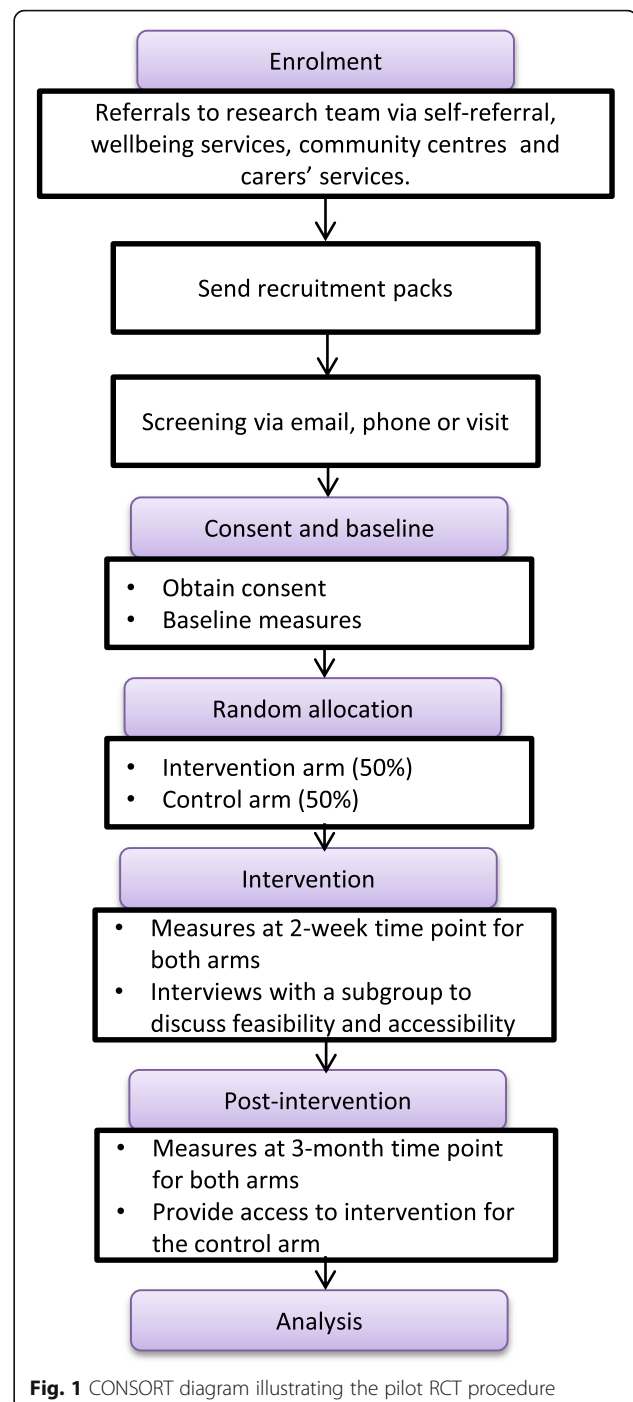 Enrolment
Referrals to research team via self-referral,
wellbeing services, community centres and
carers’ services.
Send recruitment packs
Screening via email, phone or visit
Consent and baseline
• Obtain consent
• Baseline measures
Random allocation
• Intervention arm (50%)
• Control arm (50%)
Intervention
• Measures at 2-week time point for
both arms
• Interviews with a subgroup to
discuss feasibility and accessibility
Post-intervention
• Measures at 3-month time point
for both arms
• Provide access to intervention for
the control arm
Analysis
Fig. 1 CONSORT diagram illustrating the pilot RCT procedure